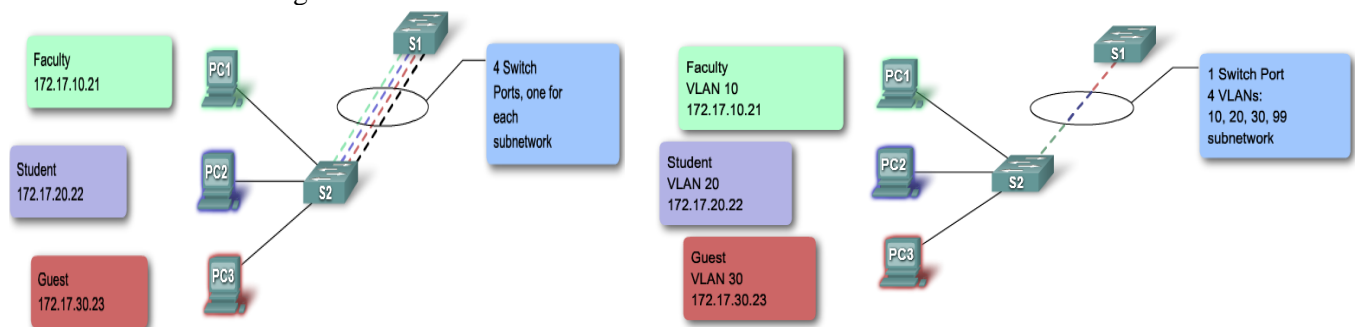 S1
Faculty
172.17.10.21
PC1
4 Switch
Ports, one for
each
subnetwork
Student
172.17.20.22
PC2
S2
Guest
172.17.30.23
PC3
S1
Faculty
VLAN 10
172.17.10.21
PC1
1 Switch Port
4 VLANs:
10, 20, 30, 99
subnetwork
Student
VLAN 20
172.17.20.22
PC2
S2
Guest
VLAN 30
172.17.30.23
PC3